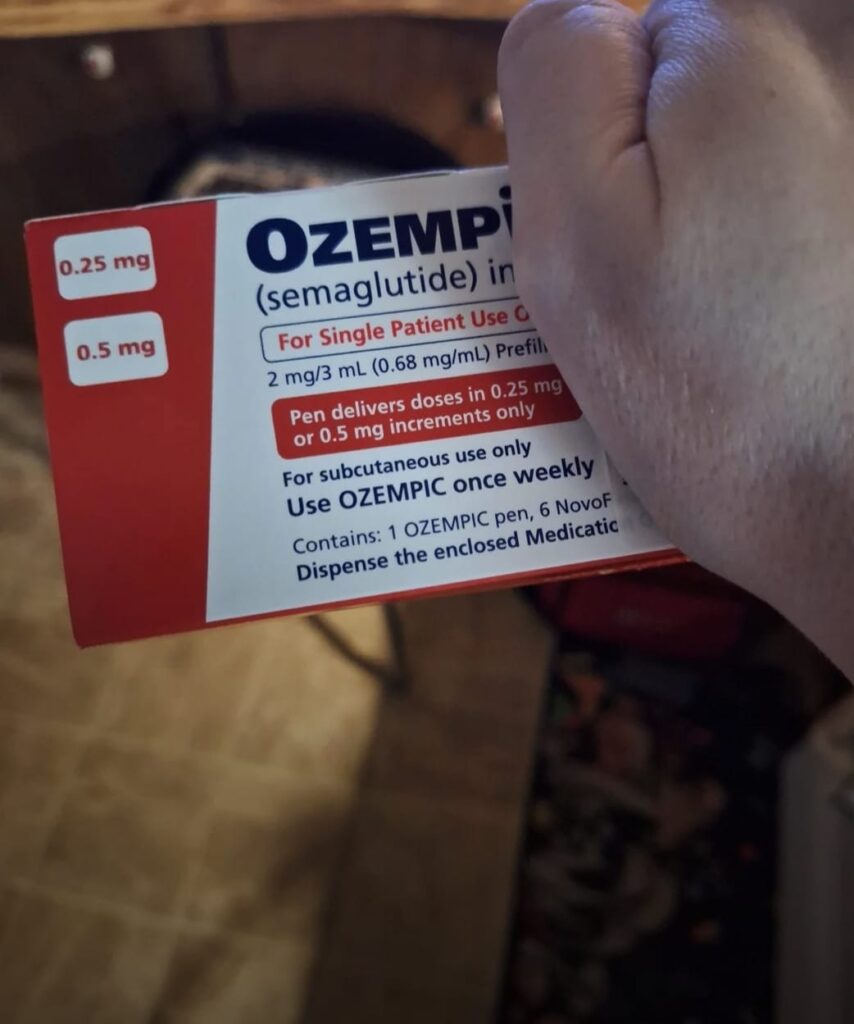 0.25 mg
0.5 mg
OZEMP
(semaglutide) in
For Single Patient Use
2 mg/3 mL (0.68 mg/mL) Prefil
Pen delivers doses in 0.25 mg
or 0.5 mg increments only
For subcutaneous use only
Use OZEMPIC once weekly
Contains: 1 OZEMPIC pen, 6 NovoF
Dispense the enclosed Medicatio